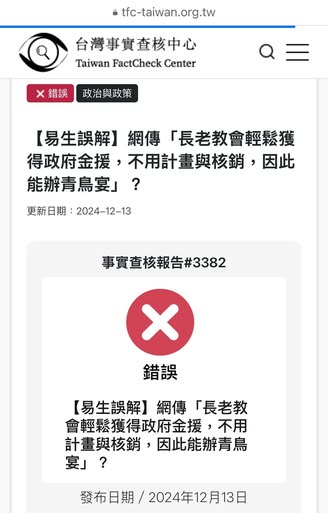 tfc-taiwan.org.tw
台灣事實查核中心
Taiwan FactCheck Center
錯誤 政治與政策
【易生誤解】網傳「長老教會輕鬆獲
得政府金援，不用計畫與核銷，因此
能辦青鳥宴」？
更新日期：2024-12-13
事實查核報告#3382
錯誤
【易生誤解】網傳「長老教
會輕鬆獲得政府金援，不用
計畫與核銷，因此能辦青鳥
宴」？
發布日期 / 2024年12月13日